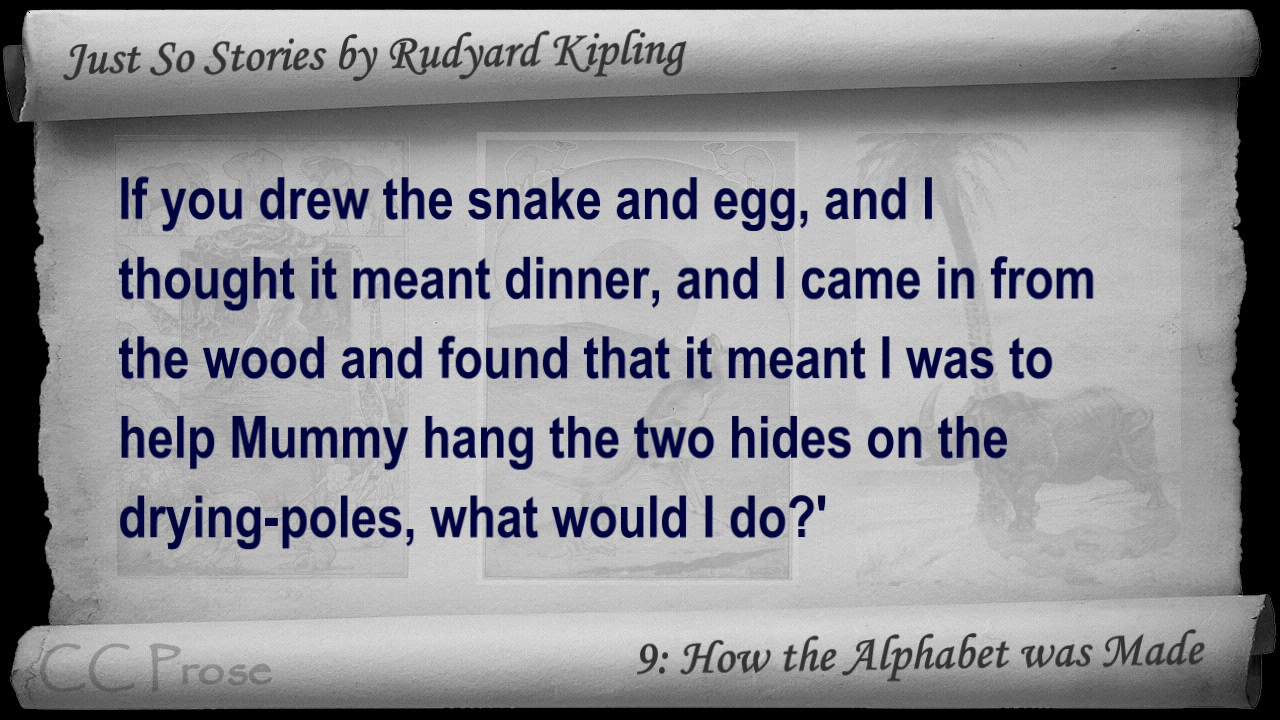 Just So Stories by Rudyard Kipling
If you drew the snake and egg, and I
thought it meant dinner, and I came in from
the wood and found that it meant I was to
help Mummy hang the two hides on the
drying-poles, what would I do?'
CC Prose
9: How the Alphabet was Made